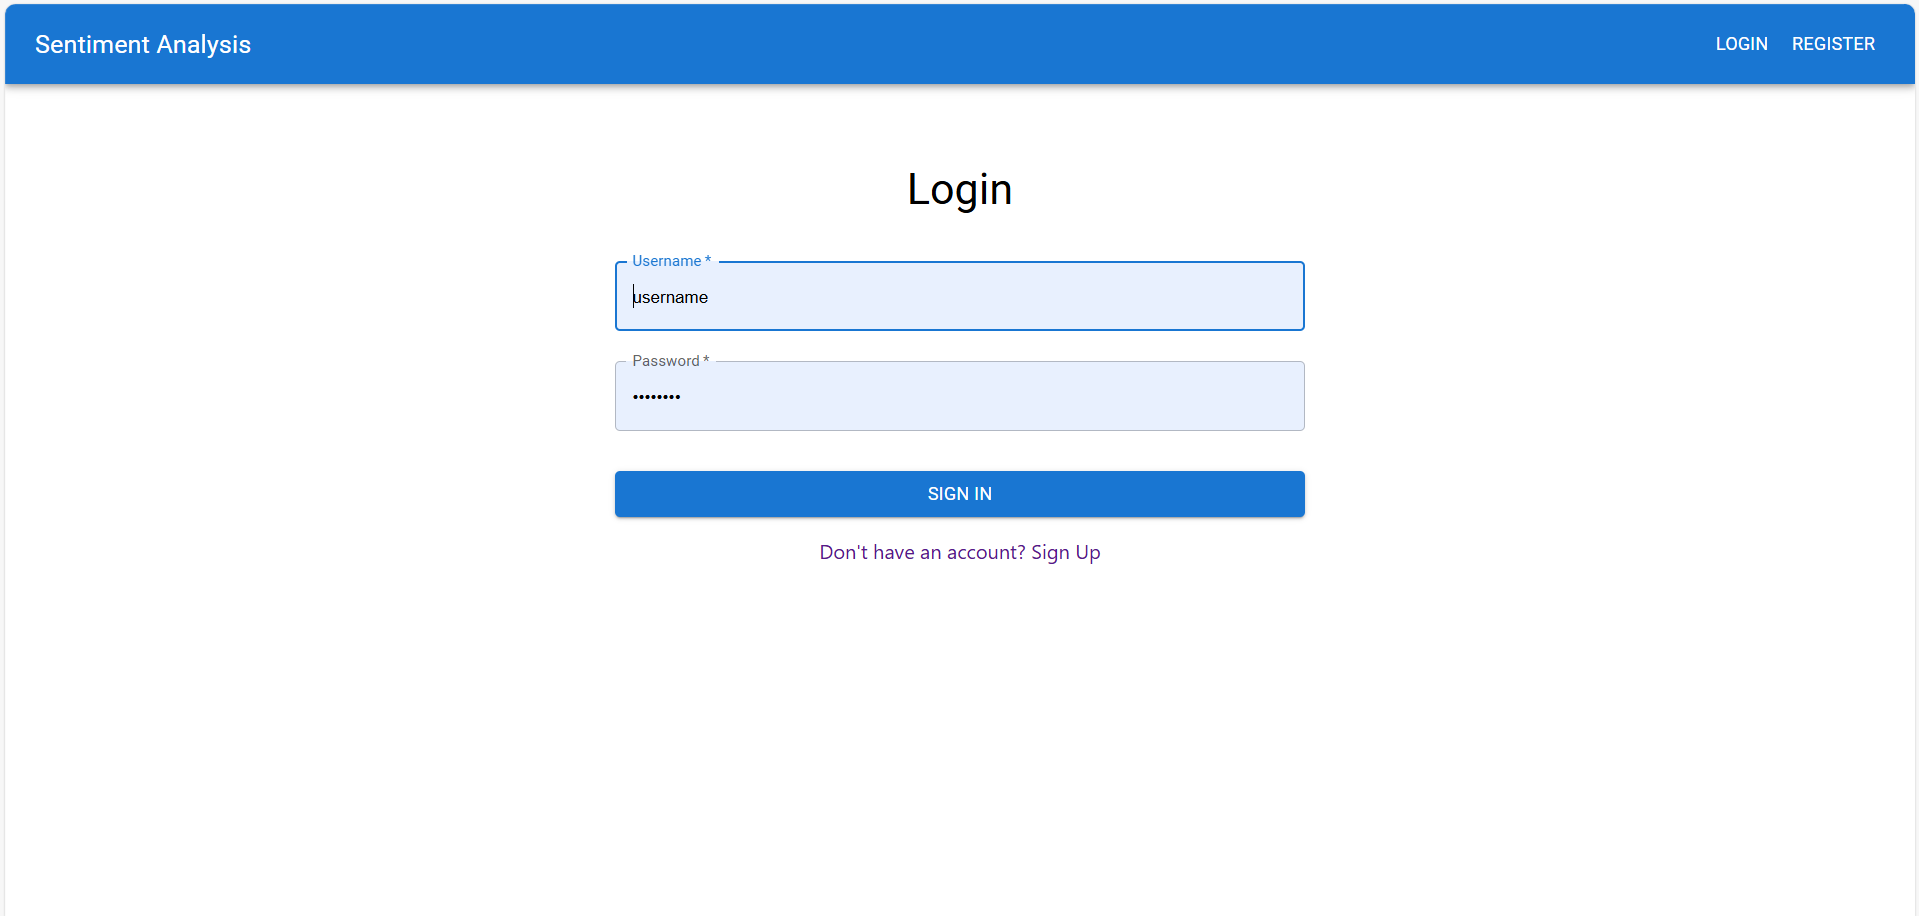 Sentiment Analysis
LOGIN REGISTER
Login
Username *
username
Password *
••••••••
SIGN IN
Don't have an account? Sign Up